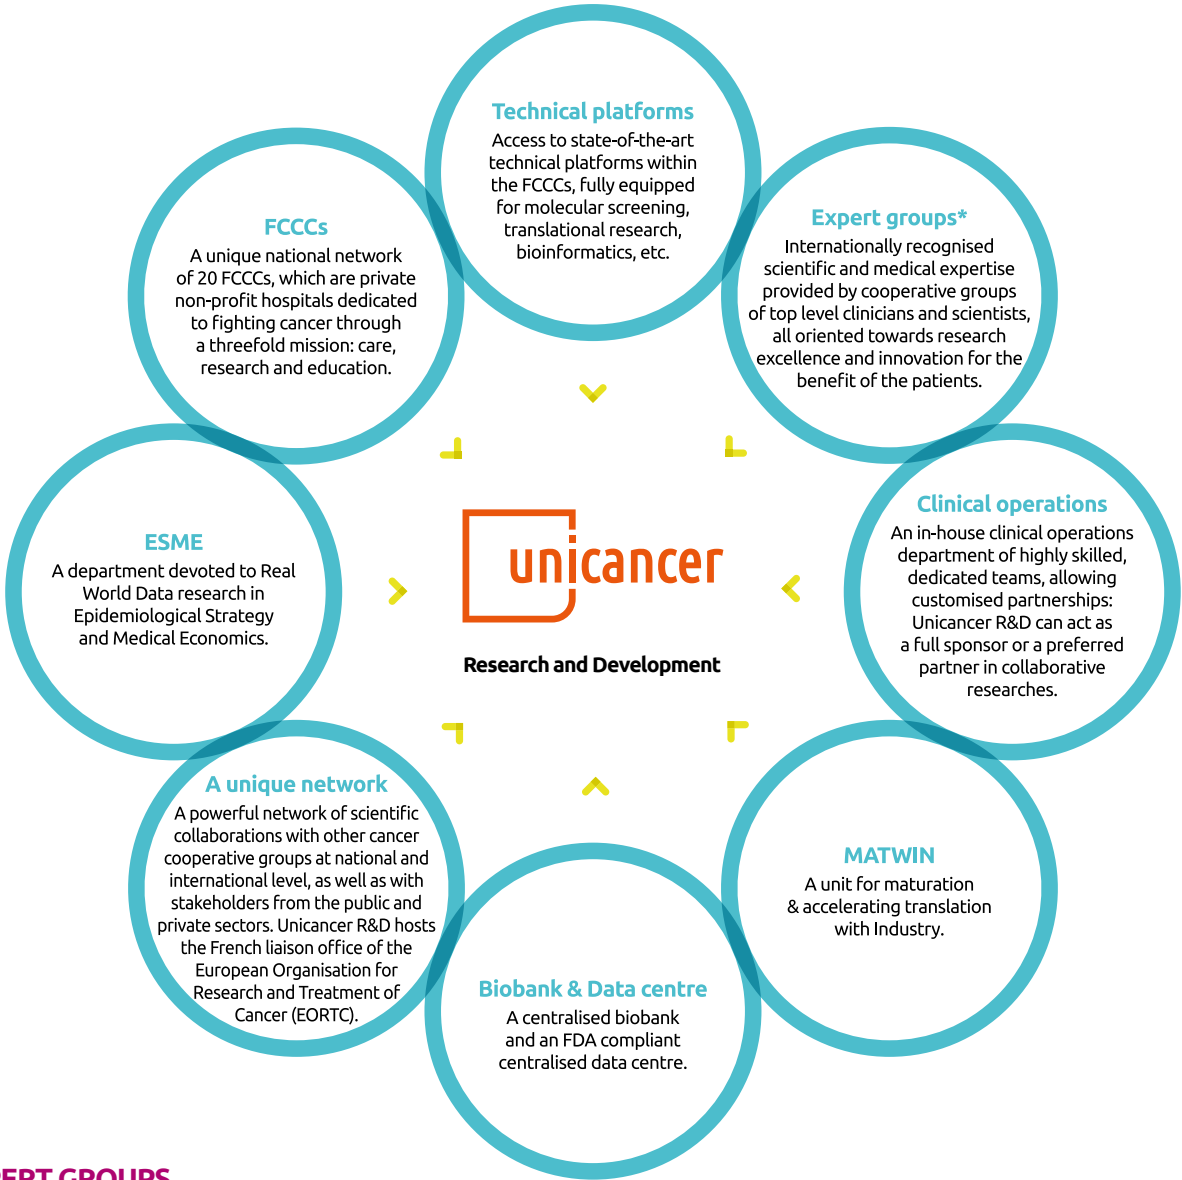 Technical platforms
Access to state-of-the-art
technical platforms within
the FCCCs, fully equipped
for molecular screening,
translational research,
bioinformatics, etc.
FCCCs
A unique national network
of 20 FCCCs, which are private
non-profit hospitals dedicated
to fighting cancer through
a threefold mission: care,
research and education.
Expert groups*
Internationally recognised
scientific and medical expertise
provided by cooperative groups
of top level clinicians and scientists,
all oriented towards research
excellence and innovation for the
benefit of the patients.
ESME
A department devoted to Real
World Data research in
Epidemiological Strategy
and Medical Economics.
unicancer
Research and Development
Clinical operations
An in-house clinical operations
department of highly skilled,
dedicated teams, allowing
customised partnerships:
Unicancer R&D can act as
a full sponsor or a preferred
partner in collaborative
researches.
A unique network
A powerful network of scientific
collaborations with other cancer
cooperative groups at national and
international level, as well as with
stakeholders from the public and
private sectors. Unicancer R&D hosts
the French liaison office of the
European Organisation for
Research and Treatment of
Cancer (EORTC).
MATWIN
A unit for maturation
& accelerating translation
with Industry.
Biobank & Data centre
A centralised biobank
and an FDA compliant
centralised data centre.
GROUPS